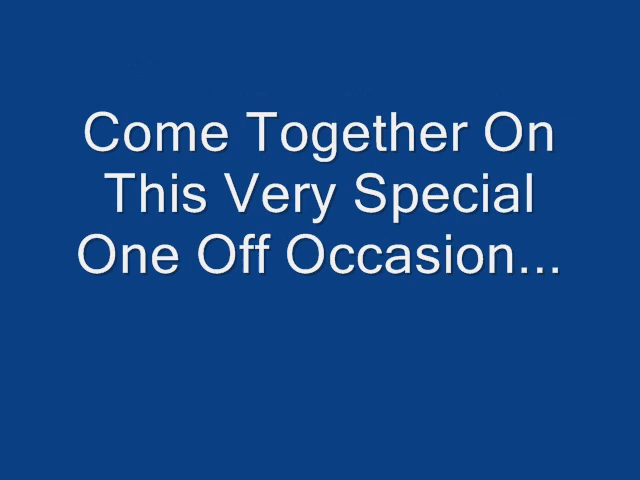 Come Together On
This Very Special
One Off Occasion...